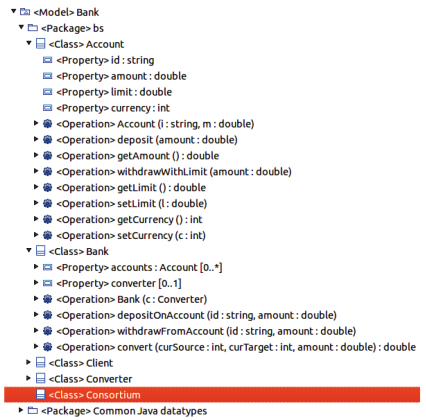 <Model> Bank
<Package> bs
<Class> Account
<Property> id : string
<Property> amount : double
<Property> limit : double
<Property> currency : int
<Operation> Account (i : string, m : double)
<Operation> deposit (amount : double)
<Operation> getAmount () : double
<Operation> withdrawWithLimit (amount : double)
<Operation> getLimit () : double
<Operation> setLimit (l : double)
<Operation> getCurrency () : int
<Operation> setCurrency (c : int)
<Class> Bank
<Property> accounts : Account [0..*]
<Property> converter [0..1]
<Operation> Bank (c : Converter)
<Operation> depositOnAccount (id : string, amount : double)
<Operation> withdrawFromAccount (id : string, amount : double)
<Operation> convert (curSource : int, curTarget : int, amount : double) : double
<Class> Client
<Class> Converter
<Class> Consortium
<Package> Common Java datatypes